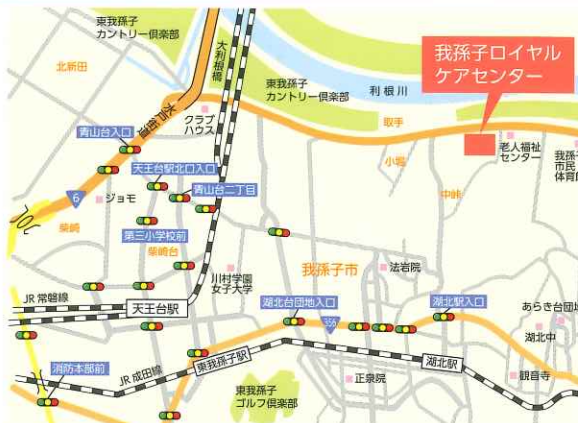 東我孫子
カントリー倶楽部
大利根橋
北新田
我孫子ロイヤル
ケアセンター
東我孫子
カントリー倶楽部
利根川
水戸街道
クラブ
ハウス
取手
青山台入口
老人福祉
センター
我孫
市民
体育館
小堀
天王台駅北口入口
中峠
青山台二丁目
6
ジョモ
柴崎
第三小学校前
柴崎台
川村学園
女子大学
我孫子市
法岩院
JR 常磐線
天王台駅
湖北台団地入口
湖北駅入口
あらき台団地
356
湖北中
消防本部前
JR 成田線
東我孫子駅
湖北駅
正泉院
観音寺
東我孫子
ゴルフ倶楽部